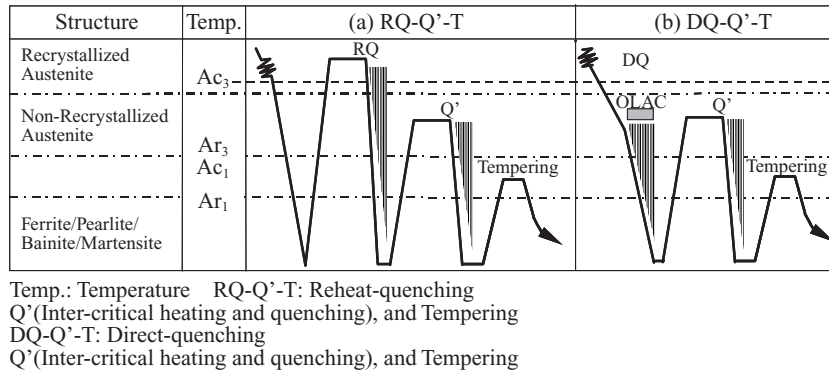 Structure Temp. (a) RQ-Q’-T (b) DQ-Q’-T
Recrystallized
Austenite
Non-Recrystallized
Austenite
Ferrite/Pearlite/
Bainite/Martensite
Ac3
Ar3
Ac1
Ar1
RQ
Q’
Tempering
DQ
OLAC
Q’
Tempering
Temp.: Temperature RQ-Q’-T: Reheat-quenching
Q’(Inter-critical heating and quenching), and Tempering
DQ-Q’-T: Direct-quenching
Q’(Inter-critical heating and quenching), and Tempering